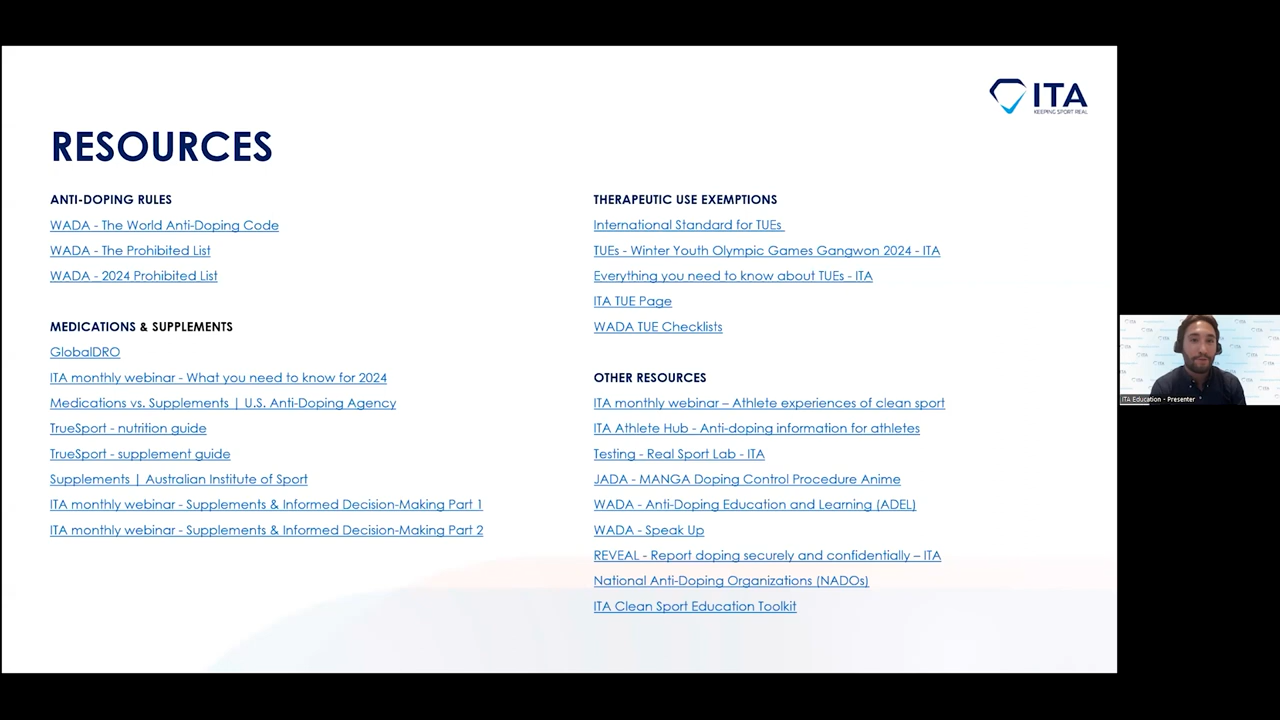 ITA
KEEPING SPORT REAL
RESOURCES
ANTI-DOPING RULES
WADA - The World Anti-Doping Code
WADA - The Prohibited List
WADA - 2024 Prohibited List
MEDICATIONS & SUPPLEMENTS
GlobalDRO
ITA monthly webinar - What you need to know for 2024
Medications vs. Supplements | U.S. Anti-Doping Agency
TrueSport - nutrition guide
TrueSport - supplement guide
Supplements | Australian Institute of Sport
ITA monthly webinar - Supplements & Informed Decision-Making Part 1
ITA monthly webinar - Supplements & Informed Decision-Making Part 2
THERAPEUTIC USE EXEMPTIONS
International Standard for TUEs
TUEs - Winter Youth Olympic Games Gangwon 2024 - ITA
Everything you need to know about TUEs - ITA
ITA TUE Page
WADA TUE Checklists
OTHER RESOURCES
ITA monthly webinar – Athlete experiences of clean sport
ITA Athlete Hub - Anti-doping information for athletes
Testing - Real Sport Lab - ITA
JADA - MANGA Doping Control Procedure Anime
WADA - Anti-Doping Education and Learning (ADEL)
WADA - Speak Up
REVEAL - Report doping securely and confidentially – ITA
National Anti-Doping Organizations (NADOs)
ITA Clean Sport Education Toolkit
ITA Education - Presenter